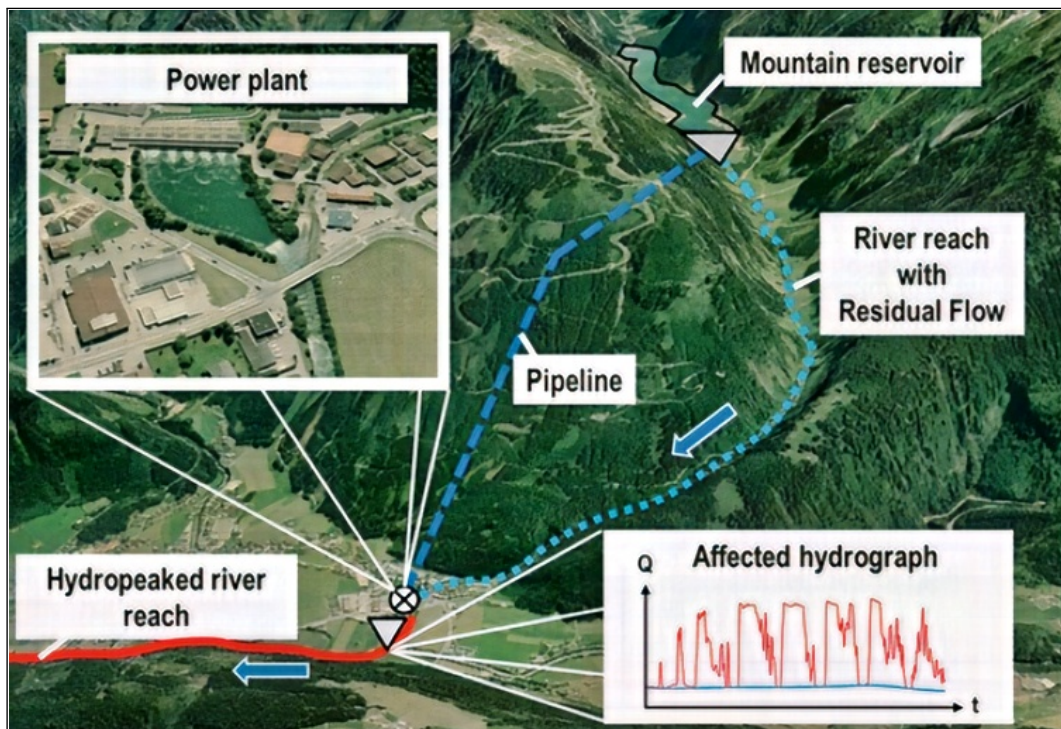 Power plant
Mountain reservoir
River reach
with
Residual Flow
Pipeline
Hydropeaked river
reach
Affected hydrograph
Q
t